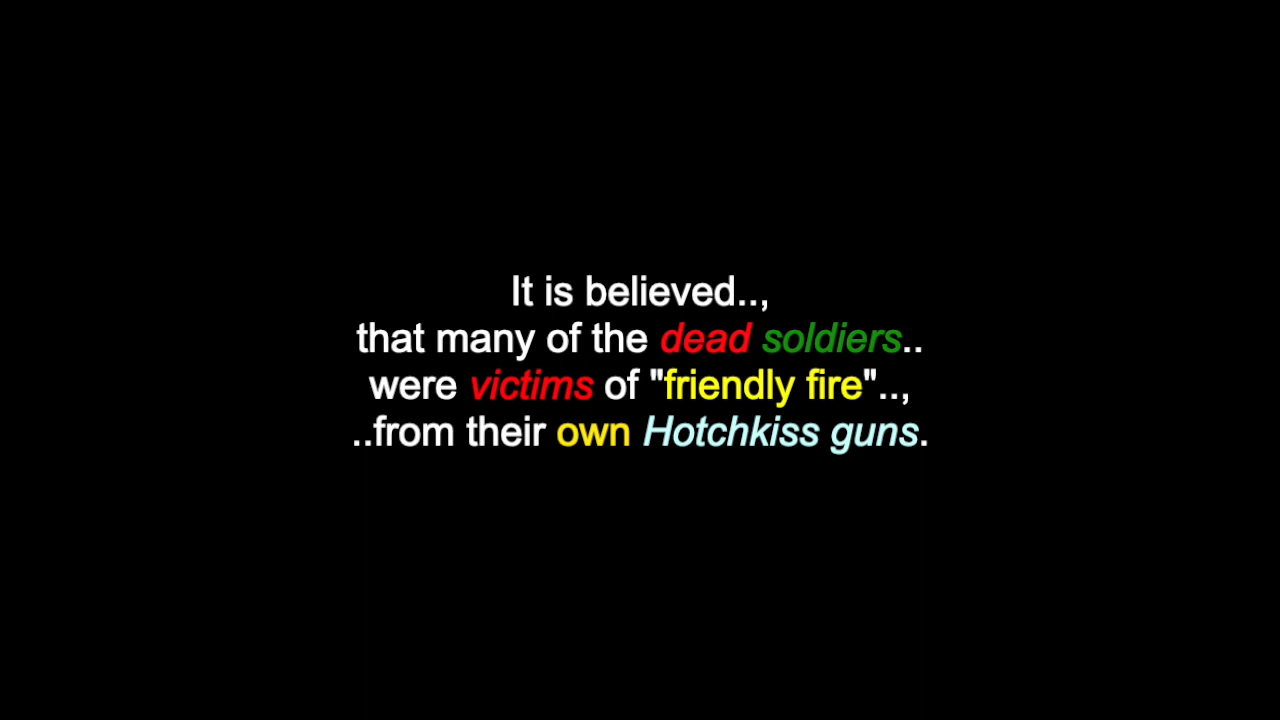 It is believed..,
that many of the dead soldiers..
were victims of "friendly fire"..,
..from their own Hotchkiss guns.